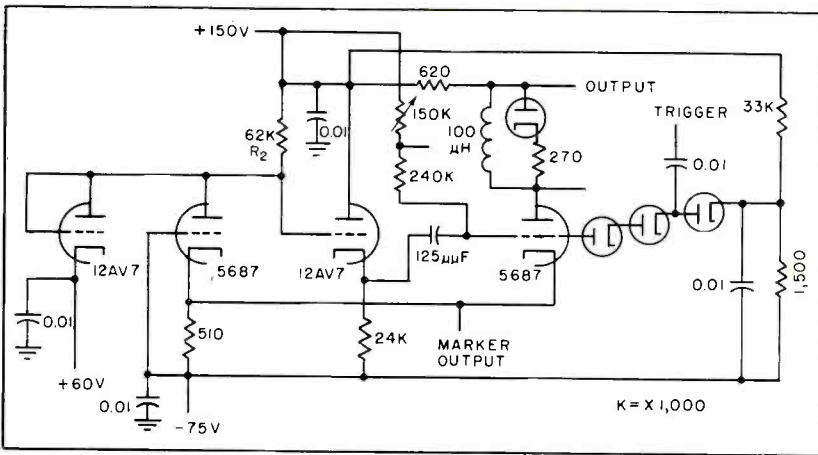 +150V
620
OUTPUT
150K
0.01
62K
R2
100
μH
270
TRIGGER
0.01
33K
240K
125μμF
12AV7
5687
12AV7
5687
0.01
0.01
1,500
510
24K
MARKER
OUTPUT
+60V
0.01
-75V
K=X1,000